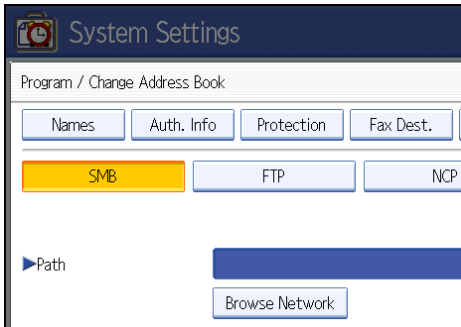 System Settings
Program / Change Address Book
Names Auth. Info Protection Fax Dest.
SMB FTP NCP
▶Path
Browse Network